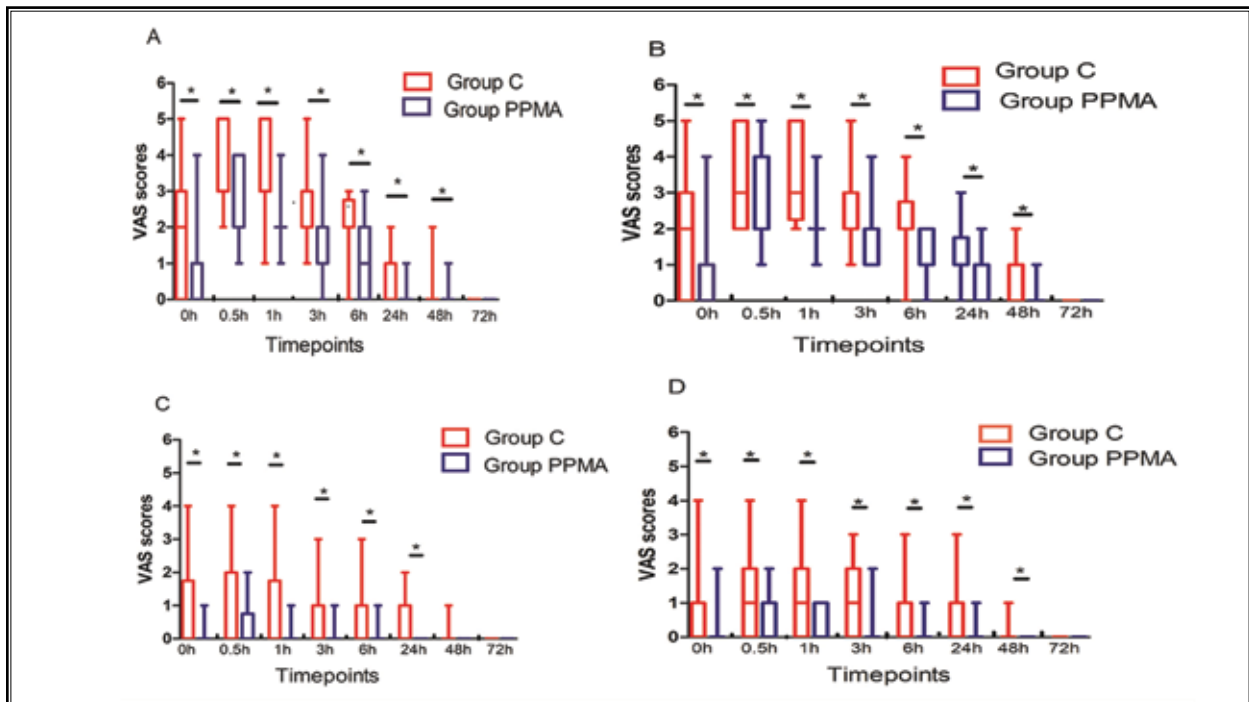 A
Group C
Group PPMA
* * * * * * *
6
5
4
3
2
1
0
VAS scores
0h 0.5h 1h 3h 6h 24h 48h 72h
Timepoints
B
Group C
Group PPMA
* * * * * * *
6
5
4
3
2
1
0
VAS scores
0h 0.5h 1h 3h 6h 24h 48h 72h
Timepoints
C
Group C
Group PPMA
* * * * * *
6
5
4
3
2
1
0
VAS scores
0h 0.5h 1h 3h 6h 24h 48h 72h
Timepoints
D
Group C
Group PPMA
* * * * * * *
6
5
4
3
2
1
0
VAS scores
0h 0.5h 1h 3h 6h 24h 48h 72h
Timepoints